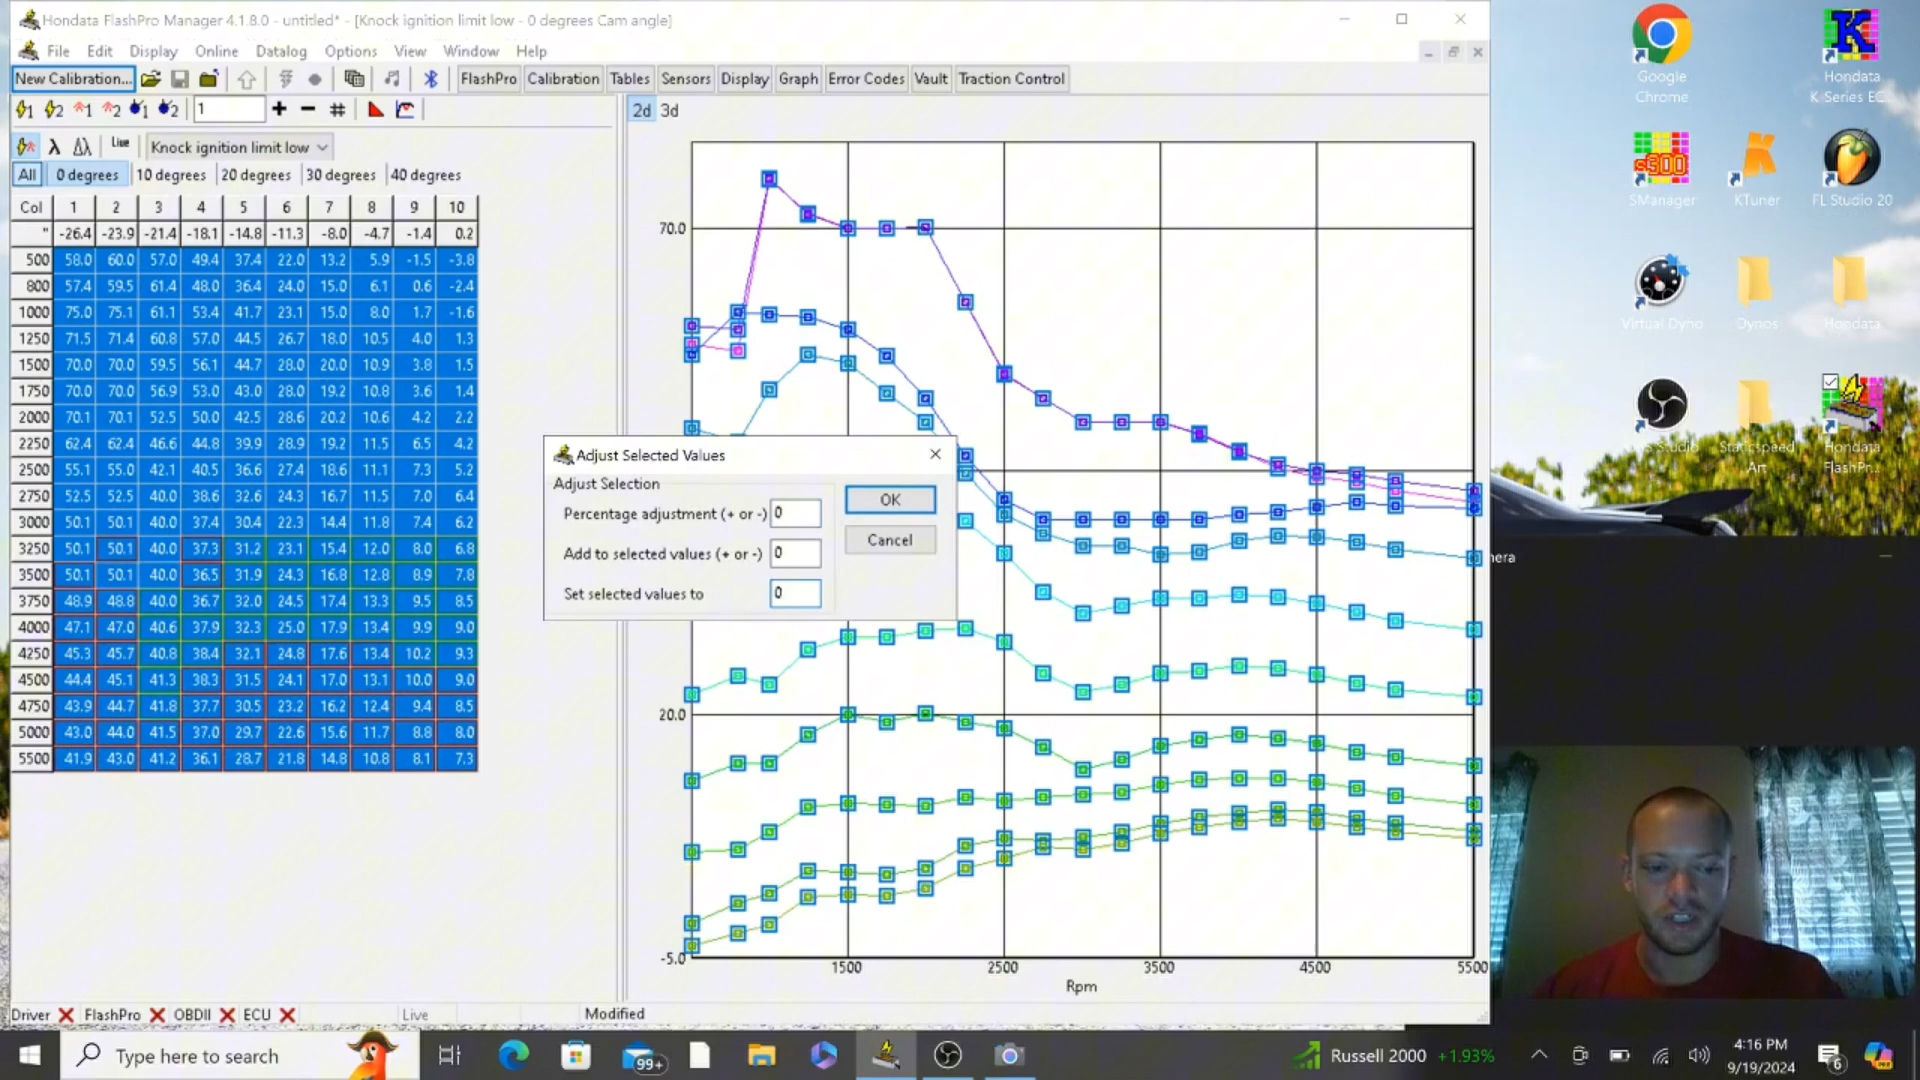 Hondata FlashPro Manager 4.1.8.0 - untitled* - [Knock ignition limit low - 0 degrees Cam angle]
File Edit Display Online Datalog Options View Window Help
New Calibration... FlashPro Calibration Tables Sensors Display Graph Error Codes Vault Traction Control
1 2 1 2 1 2 1
2d 3d
λ Δλ Live Knock ignition limit low
All 0 degrees 10 degrees 20 degrees 30 degrees 40 degrees
Col 1 2 3 4 5 6 7 8 9 10
" -26.4 -23.9 -21.4 -18.1 -14.8 -11.3 -8.0 -4.7 -1.4 0.2
500 58.0 60.0 57.0 49.4 37.4 22.0 13.2 5.9 -1.5 -3.8
800 57.4 59.5 61.4 48.0 36.4 24.0 15.0 6.1 0.6 -2.4
1000 75.0 75.1 61.1 53.4 41.7 23.1 15.0 8.0 1.7 -1.6
1250 71.5 71.4 60.8 57.0 44.5 26.7 18.0 10.5 4.0 1.3
1500 70.0 70.0 59.5 56.1 44.7 28.0 20.0 10.9 3.8 1.5
1750 70.0 70.0 56.9 53.0 43.0 28.0 19.2 10.8 3.6 1.4
2000 70.1 70.1 52.5 50.0 42.5 28.6 20.2 10.6 4.2 2.2
2250 62.4 62.4 46.6 44.8 39.9 28.9 19.2 11.5 6.5 4.2
2500 55.1 55.0 42.1 40.5 36.6 27.4 18.6 11.1 7.3 5.2
2750 52.5 52.5 40.0 38.6 32.6 24.3 16.7 11.5 7.0 6.4
3000 50.1 50.1 40.0 37.4 30.4 22.3 14.4 11.8 7.4 6.2
3250 50.1 50.1 40.0 37.3 31.2 23.1 15.4 12.0 8.0 6.8
3500 50.1 50.1 40.0 36.5 31.9 24.3 16.8 12.8 8.9 7.8
3750 48.9 48.8 40.0 36.7 32.0 24.5 17.4 13.3 9.5 8.5
4000 47.1 47.0 40.6 37.9 32.3 25.0 17.9 13.4 9.9 9.0
4250 45.3 45.7 40.8 38.4 32.1 24.8 17.6 13.4 10.2 9.3
4500 44.4 45.1 41.3 38.3 31.5 24.1 17.0 13.1 10.0 9.0
4750 43.9 44.7 41.8 37.7 30.5 23.2 16.2 12.4 9.4 8.5
5000 43.0 44.0 41.5 37.0 29.7 22.6 15.6 11.7 8.8 8.0
5500 41.9 43.0 41.2 36.1 28.7 21.8 14.8 10.8 8.1 7.3
Adjust Selected Values
Adjust Selection
Percentage adjustment (+ or -) 0
Add to selected values (+ or -) 0
Set selected values to 0
OK
Cancel
70.0
20.0
-5.0
1500 2500 3500 4500 5500
Rpm
Driver FlashPro OBDII ECU Live Modified
Google Chrome
Hondata K-Series EC...
s300
SManager
KTuner
FL Studio 20
Virtual Dyno
Dynos
Hondata
Studio
Staticspeed Art
Hondata FlashPr...
era
Type here to search
99+
Russell 2000 +1.93%
4:16 PM
9/19/2024
6